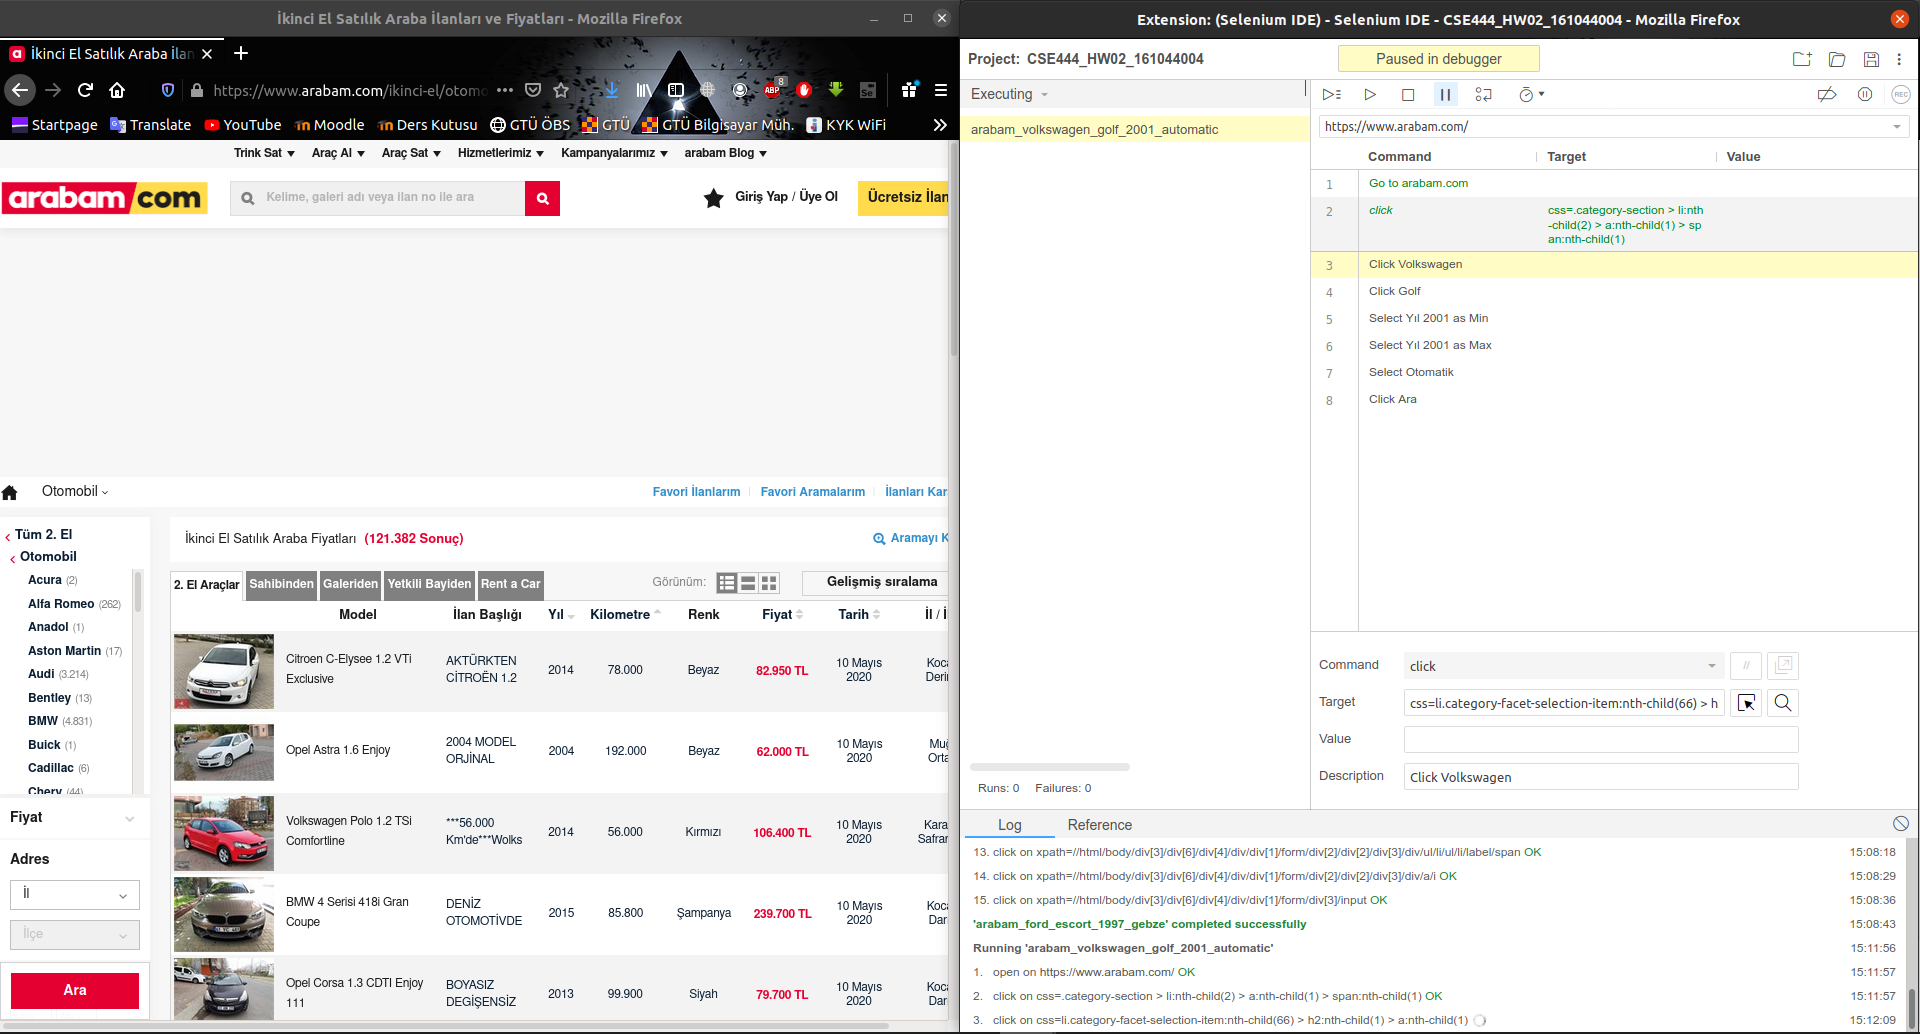 İkinci El Satılık Araba İlanları ve Fiyatları - Mozilla Firefox
İkinci El Satılık Araba İlan
https://www.arabam.com/ikinci-el/otomo
8
ABP
Se
Startpage Translate YouTube Moodle Ders Kutusu GTÜ ÖBS GTÜ GTÜ Bilgisayar Müh. KYK WiFi
Trink Sat Araç Al Araç Sat Hizmetlerimiz Kampanyalarımız arabam Blog
arabam.com
Kelime, galeri adı veya ilan no ile ara
Giriş Yap / Üye Ol
Ücretsiz İlan
Otomobil
Favori İlanlarım Favori Aramalarım İlanları Kar
Tüm 2. El
Otomobil
Acura (2)
Alfa Romeo (262)
Anadol (1)
Aston Martin (17)
Audi (3.214)
Bentley (13)
BMW (4.831)
Buick (1)
Cadillac (6)
Chery (44)
Fiyat
Adres
İl
İlçe
Ara
İkinci El Satılık Araba Fiyatları (121.382 Sonuç)
Aramayı K
2. El Araçlar Sahibinden Galeriden Yetkili Bayiden Rent a Car
Görünüm:
Gelişmiş sıralama
Model İlan Başlığı Yıl Kilometre Renk Fiyat Tarih İl / İ
Citroen C-Elysee 1.2 VTi Exclusive AKTÜRKTEN CİTROËN 1.2 2014 78.000 Beyaz 82.950 TL 10 Mayıs 2020 Koca Derin
Opel Astra 1.6 Enjoy 2004 MODEL ORJİNAL 2004 192.000 Beyaz 62.000 TL 10 Mayıs 2020 Muğ Orta
Volkswagen Polo 1.2 TSi Comfortline ***56.000 Km'de***Wolks 2014 56.000 Kırmızı 106.400 TL 10 Mayıs 2020 Kara Safran
BMW 4 Serisi 418i Gran Coupe DENİZ OTOMOTİVDE 2015 85.800 Şampanya 239.700 TL 10 Mayıs 2020 Koca Dar
Opel Corsa 1.3 CDTI Enjoy 111 BOYASIZ DEGİŞENSİZ 2013 99.900 Siyah 79.700 TL 10 Mayıs 2020 Koca Dar
Extension: (Selenium IDE) - Selenium IDE - CSE444_HW02_161044004 - Mozilla Firefox
Project: CSE444_HW02_161044004
Paused in debugger
Executing
arabam_volkswagen_golf_2001_automatic
REC
https://www.arabam.com/
Command Target Value
1 Go to arabam.com
2 click css=.category-section > li:nth
-child(2) > a:nth-child(1) > sp
an:nth-child(1)
3 Click Volkswagen
4 Click Golf
5 Select Yıl 2001 as Min
6 Select Yıl 2001 as Max
7 Select Otomatik
8 Click Ara
Command click //
Target css=li.category-facet-selection-item:nth-child(66) > h
Value
Description Click Volkswagen
Runs: 0 Failures: 0
Log Reference
13. click on xpath=//html/body/div[3]/div[6]/div[4]/div/div[1]/form/div[2]/div[2]/div[3]/div/ul/li/ul/li/label/span OK 15:08:18
14. click on xpath=//html/body/div[3]/div[6]/div[4]/div/div[1]/form/div[2]/div[2]/div[3]/div/a/i OK 15:08:29
15. click on xpath=//html/body/div[3]/div[6]/div[4]/div/div[1]/form/div[3]/input OK 15:08:36
'arabam_ford_escort_1997_gebze' completed successfully 15:08:43
Running 'arabam_volkswagen_golf_2001_automatic' 15:11:56
1. open on https://www.arabam.com/ OK 15:11:57
2. click on css=.category-section > li:nth-child(2) > a:nth-child(1) > span:nth-child(1) OK 15:11:57
3. click on css=li.category-facet-selection-item:nth-child(66) > h2:nth-child(1) > a:nth-child(1) 15:12:09